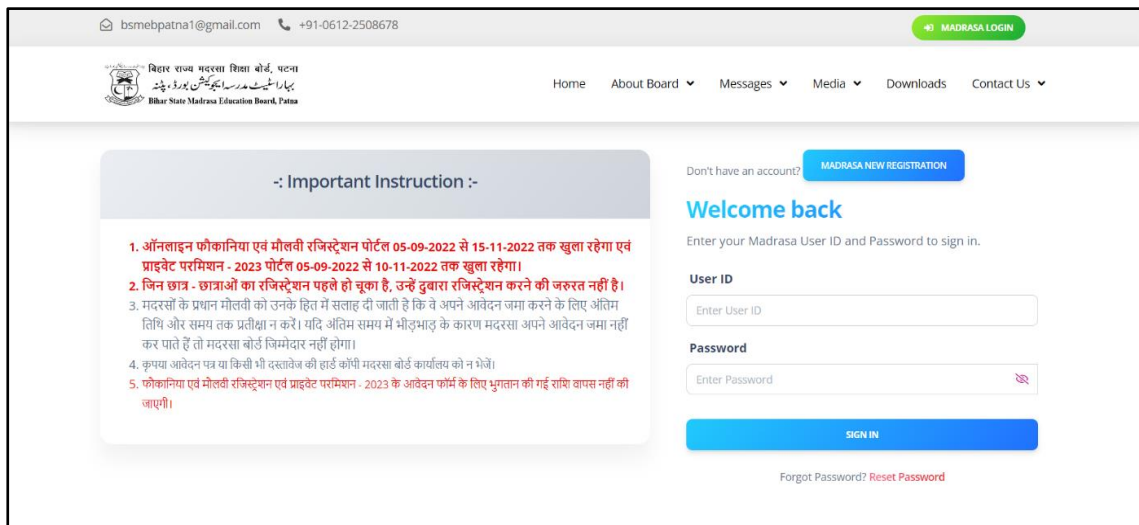 bsmebpatna1@gmail.com +91-0612-2508678
MADRASA LOGIN
बिहार राज्य मदरसा शिक्षा बोर्ड, पटना
بہار اسٹیٹ مدرسہ ایجوکیشن بورڈ، پٹنہ
Bihar State Madrasa Education Board, Patna
Home About Board Messages Media Downloads Contact Us
-: Important Instruction :-
1. ऑनलाइन फौकानिया एवं मौलवी रजिस्ट्रेशन पोर्टल 05-09-2022 से 15-11-2022 तक खुला रहेगा एवं
प्राइवेट परमिशन - 2023 पोर्टल 05-09-2022 से 10-11-2022 तक खुला रहेगा।
2. जिन छात्र - छात्राओं का रजिस्ट्रेशन पहले हो चूका है, उन्हें दुबारा रजिस्ट्रेशन करने की जरुरत नहीं है।
3. मदरसों के प्रधान मौलवी को उनके हित में सलाह दी जाती है कि वे अपने आवेदन जमा करने के लिए अंतिम
तिथि और समय तक प्रतीक्षा न करें। यदि अंतिम समय में भीड़भाड़ के कारण मदरसा अपने आवेदन जमा नहीं
कर पाते हैं तो मदरसा बोर्ड जिम्मेदार नहीं होगा।
4. कृपया आवेदन पत्र या किसी भी दस्तावेज की हार्ड कॉपी मदरसा बोर्ड कार्यालय को न भेजें।
5. फौकानिया एवं मौलवी रजिस्ट्रेशन एवं प्राइवेट परमिशन - 2023 के आवेदन फॉर्म के लिए भुगतान की गई राशि वापस नहीं की
जाएगी।
Don't have an account? MADRASA NEW REGISTRATION
Welcome back
Enter your Madrasa User ID and Password to sign in.
User ID
Enter User ID
Password
Enter Password
SIGN IN
Forgot Password? Reset Password